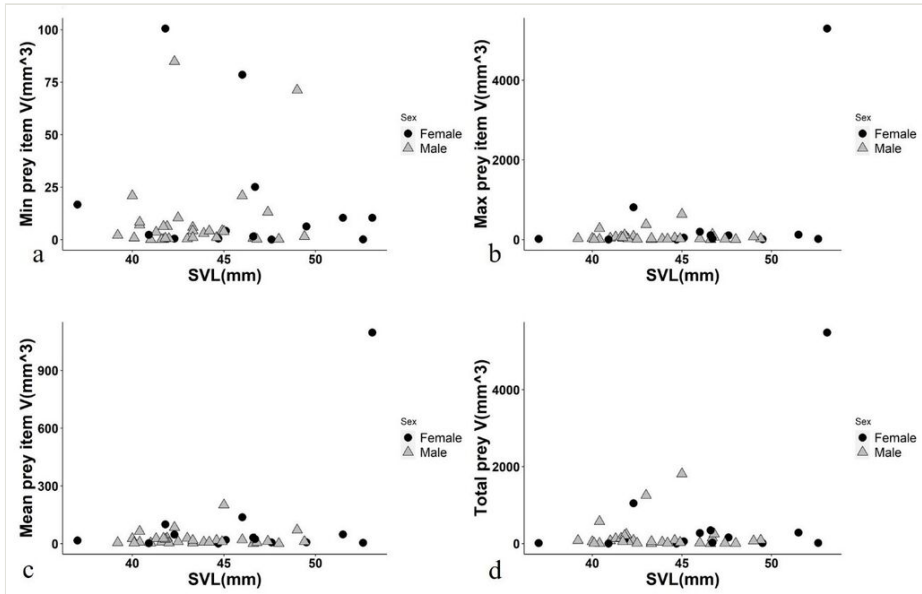 Min prey item V(mm^3)
100
75
50
25
0
40 45 50
SVL(mm)
a
Sex
Female
Male
Max prey item V(mm^3)
4000
2000
0
40 45 50
SVL(mm)
b
Sex
Female
Male
Mean prey item V(mm^3)
900
600
300
0
40 45 50
SVL(mm)
c
Sex
Female
Male
Total prey V(mm^3)
4000
2000
0
40 45 50
SVL(mm)
d
Sex
Female
Male